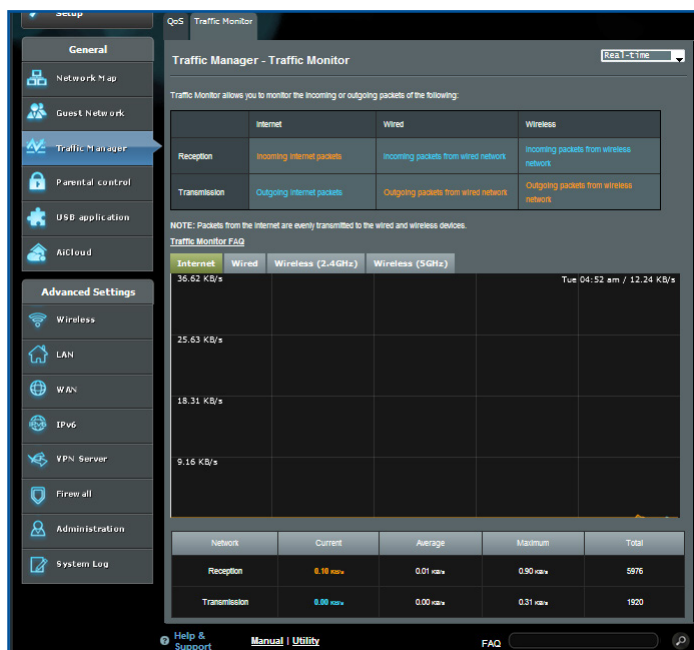 Setup
QoS Traffic Monitor
General
Network Map
Guest Network
Traffic Manager
Parental control
USB application
AiCloud
Advanced Settings
Wireless
LAN
WAN
IPv6
VPN Server
Firewall
Administration
System Log
Traffic Manager - Traffic Monitor
Real-time
Traffic Monitor allows you to monitor the incoming or outgoing packets of the following:
Internet Wired Wireless
Reception Incoming Internet packets Incoming packets from wired network Incoming packets from wireless
network
Transmission Outgoing Internet packets Outgoing packets from wired network Outgoing packets from wireless
network
NOTE: Packets from the Internet are evenly transmitted to the wired and wireless devices.
Traffic Monitor FAQ
Internet Wired Wireless (2.4GHz) Wireless (5GHz)
36.62 KB/s Tue 04:52 am / 12.24 KB/s
25.63 KB/s
18.31 KB/s
9.16 KB/s
Network Current Average Maximum Total
Reception 0.10 KB/s 0.01 KB/s 0.90 KB/s 5976
Transmission 0.00 KB/s 0.00 KB/s 0.31 KB/s 1920
Help &
Support
Manual | Utility
FAQ